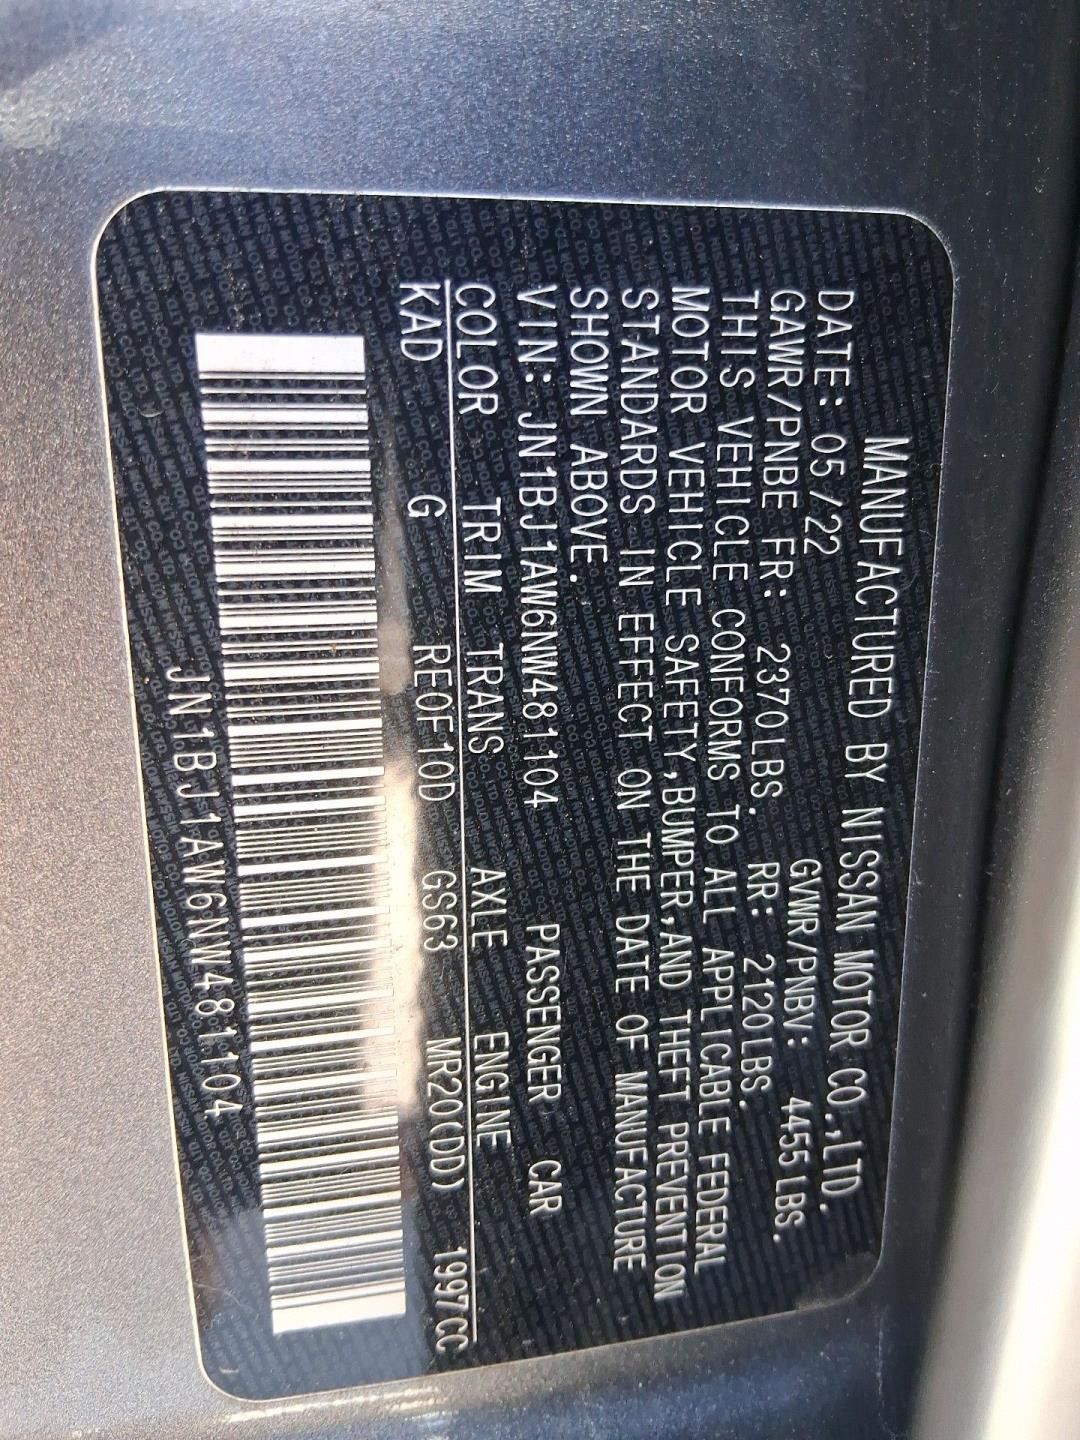 MANUFACTURED BY NISSAN MOTOR CO.,LTD.
DATE: 05/22 GVWR/PNBV: 4455LBS.
GAWR/PNBE FR: 2370LBS. RR: 2120LBS.
THIS VEHICLE CONFORMS TO ALL APPLICABLE FEDERAL
MOTOR VEHICLE SAFETY,BUMPER,AND THEFT PREVENTION
STANDARDS IN EFFECT ON THE DATE OF MANUFACTURE
SHOWN ABOVE.
VIN: JN1BJ1AW6NW481104 PASSENGER CAR
COLOR TRIM TRANS AXLE ENGINE
KAD G RE0F10D GS63 MR20(DD) 1997CC
JN1BJ1AW6NW481104